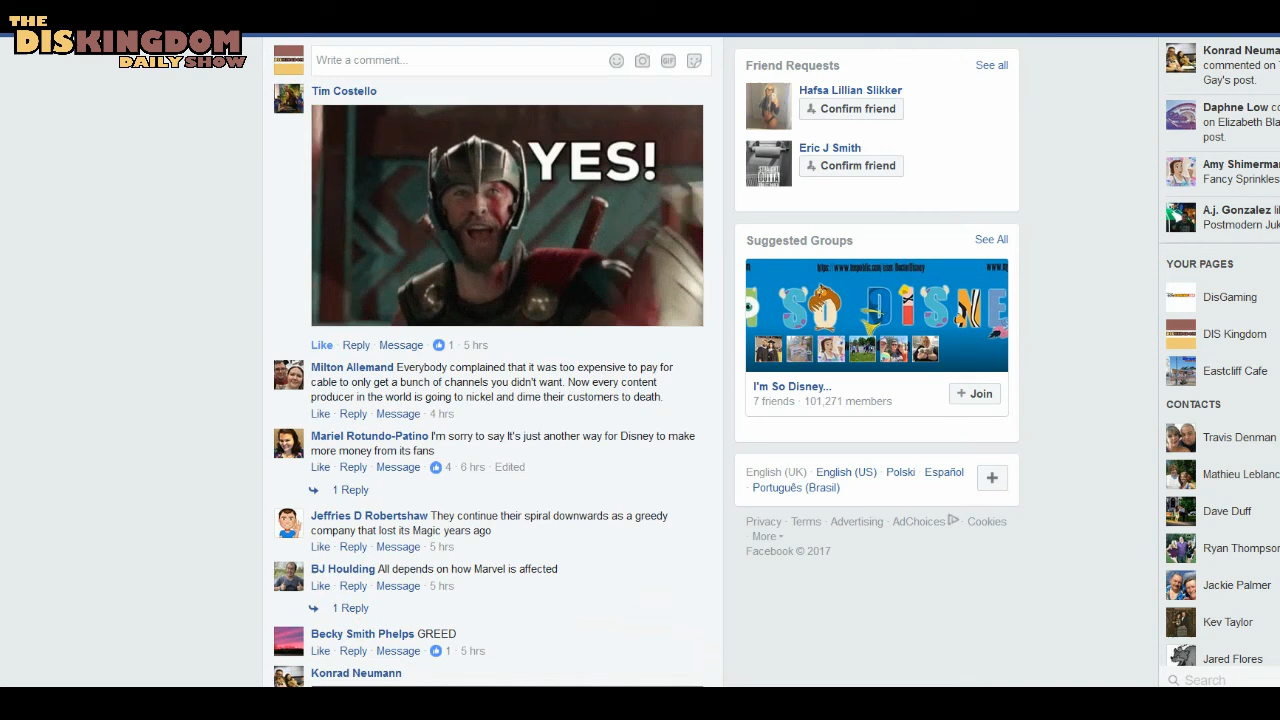 THE
DISKINGDOM
DAILY SHOW
Write a comment...
GIF
Tim Costello
YES!
Like · Reply · Message · 1 · 5 hrs
Milton Allemand Everybody complained that it was too expensive to pay for
cable to only get a bunch of channels you didn't want. Now every content
producer in the world is going to nickel and dime their customers to death.
Like · Reply · Message · 4 hrs
Mariel Rotundo-Patino I'm sorry to say It's just another way for Disney to make
more money from its fans
Like · Reply · Message · 4 · 6 hrs · Edited
1 Reply
Jeffries D Robertshaw They continue their spiral downwards as a greedy
company that lost its Magic years ago
Like · Reply · Message · 5 hrs
BJ Houlding All depends on how Marvel is affected
Like · Reply · Message · 5 hrs
1 Reply
Becky Smith Phelps GREED
Like · Reply · Message · 1 · 5 hrs
Konrad Neumann
Friend Requests
See all
Hafsa Lillian Slikker
Confirm friend
Eric J Smith
Confirm friend
Suggested Groups
See All
SO DISNE
I'm So Disney...
7 friends · 101,271 members
+ Join
English (UK) · English (US) · Polski · Español
· Português (Brasil)
+
Privacy · Terms · Advertising · AdChoices · Cookies
· More
Facebook © 2017
Konrad Neuman
commented on
Gay's post.
Daphne Low co
on Elizabeth Bla
post.
Amy Shimerman
Fancy Sprinkles
A.j. Gonzalez li
Postmodern Juk
YOUR PAGES
DisGaming
DIS Kingdom
Eastcliff Cafe
CONTACTS
Travis Denman
Mathieu Leblanc
Dave Duff
Ryan Thompson
Jackie Palmer
Kev Taylor
Jared Flores
Search